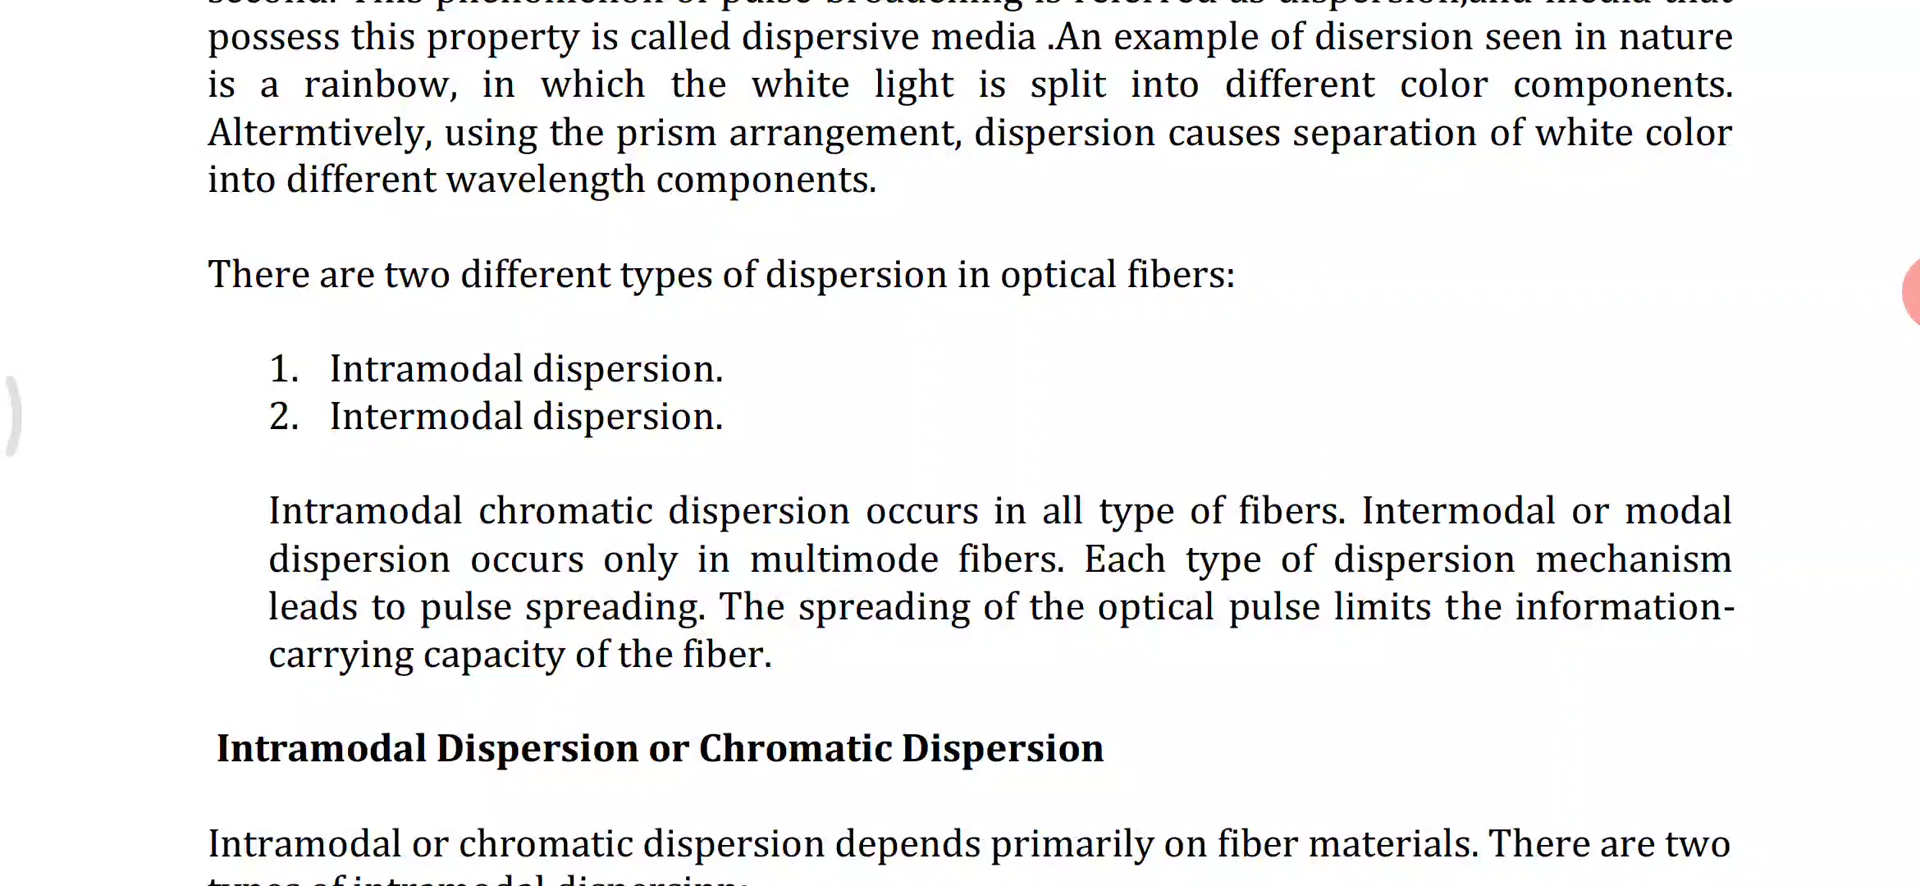 possess this property is called dispersive media .An example of disersion seen in nature
is a rainbow, in which the white light is split into different color components.
Altermtively, using the prism arrangement, dispersion causes separation of white color
into different wavelength components.
There are two different types of dispersion in optical fibers:
1. Intramodal dispersion.
2. Intermodal dispersion.
Intramodal chromatic dispersion occurs in all type of fibers. Intermodal or modal
dispersion occurs only in multimode fibers. Each type of dispersion mechanism
leads to pulse spreading. The spreading of the optical pulse limits the information-
carrying capacity of the fiber.
Intramodal Dispersion or Chromatic Dispersion
Intramodal or chromatic dispersion depends primarily on fiber materials. There are two
types of intramodal dispersion: